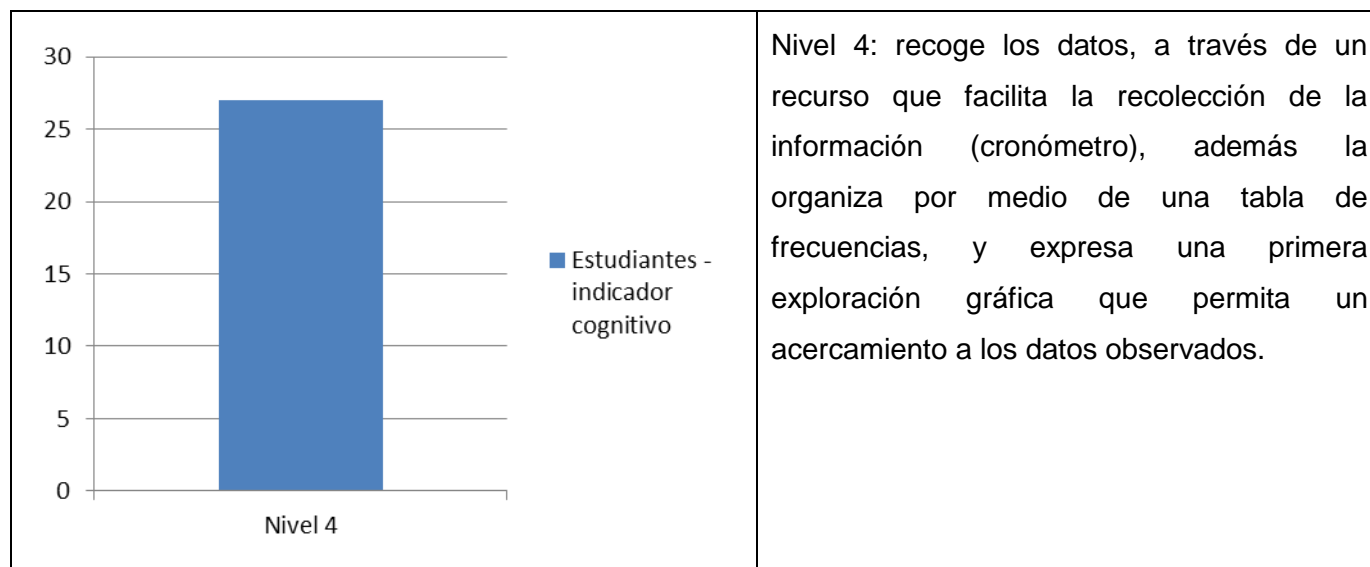 30
25
20
15
10
5
0
Nivel 4
Estudiantes -
indicador
cognitivo
Nivel 4: recoge los datos, a través de un
recurso que facilita la recolección de la
información (cronómetro), además la
organiza por medio de una tabla de
frecuencias, y expresa una primera
exploración gráfica que permita un
acercamiento a los datos observados.